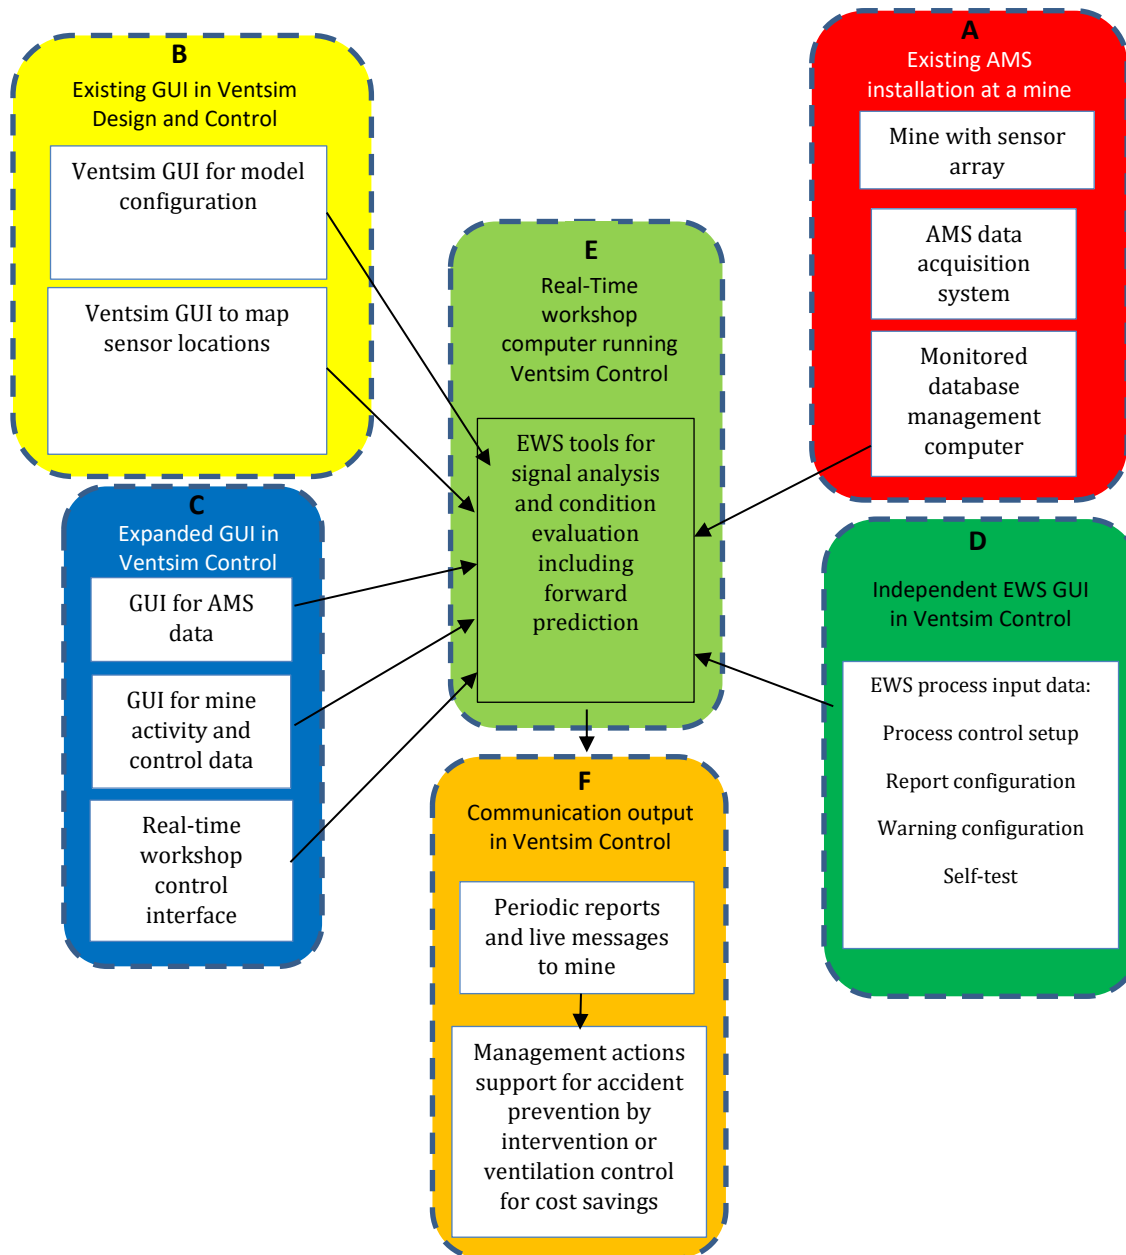 B
Existing GUI in Ventsim
Design and Control
Ventsim GUI for model
configuration
Ventsim GUI to map
sensor locations
A
Existing AMS
installation at a mine
Mine with sensor
array
AMS data
acquisition
system
Monitored
database
management
computer
E
Real-Time
workshop
computer running
Ventsim Control
EWS tools for
signal analysis
and condition
evaluation
including
forward
prediction
C
Expanded GUI in
Ventsim Control
GUI for AMS
data
GUI for mine
activity and
control data
Real-time
workshop
control
interface
D
Independent EWS GUI
in Ventsim Control
EWS process input data:
Process control setup
Report configuration
Warning configuration
Self-test
F
Communication output
in Ventsim Control
Periodic reports
and live messages
to mine
Management actions
support for accident
prevention by
intervention or
ventilation control
for cost savings